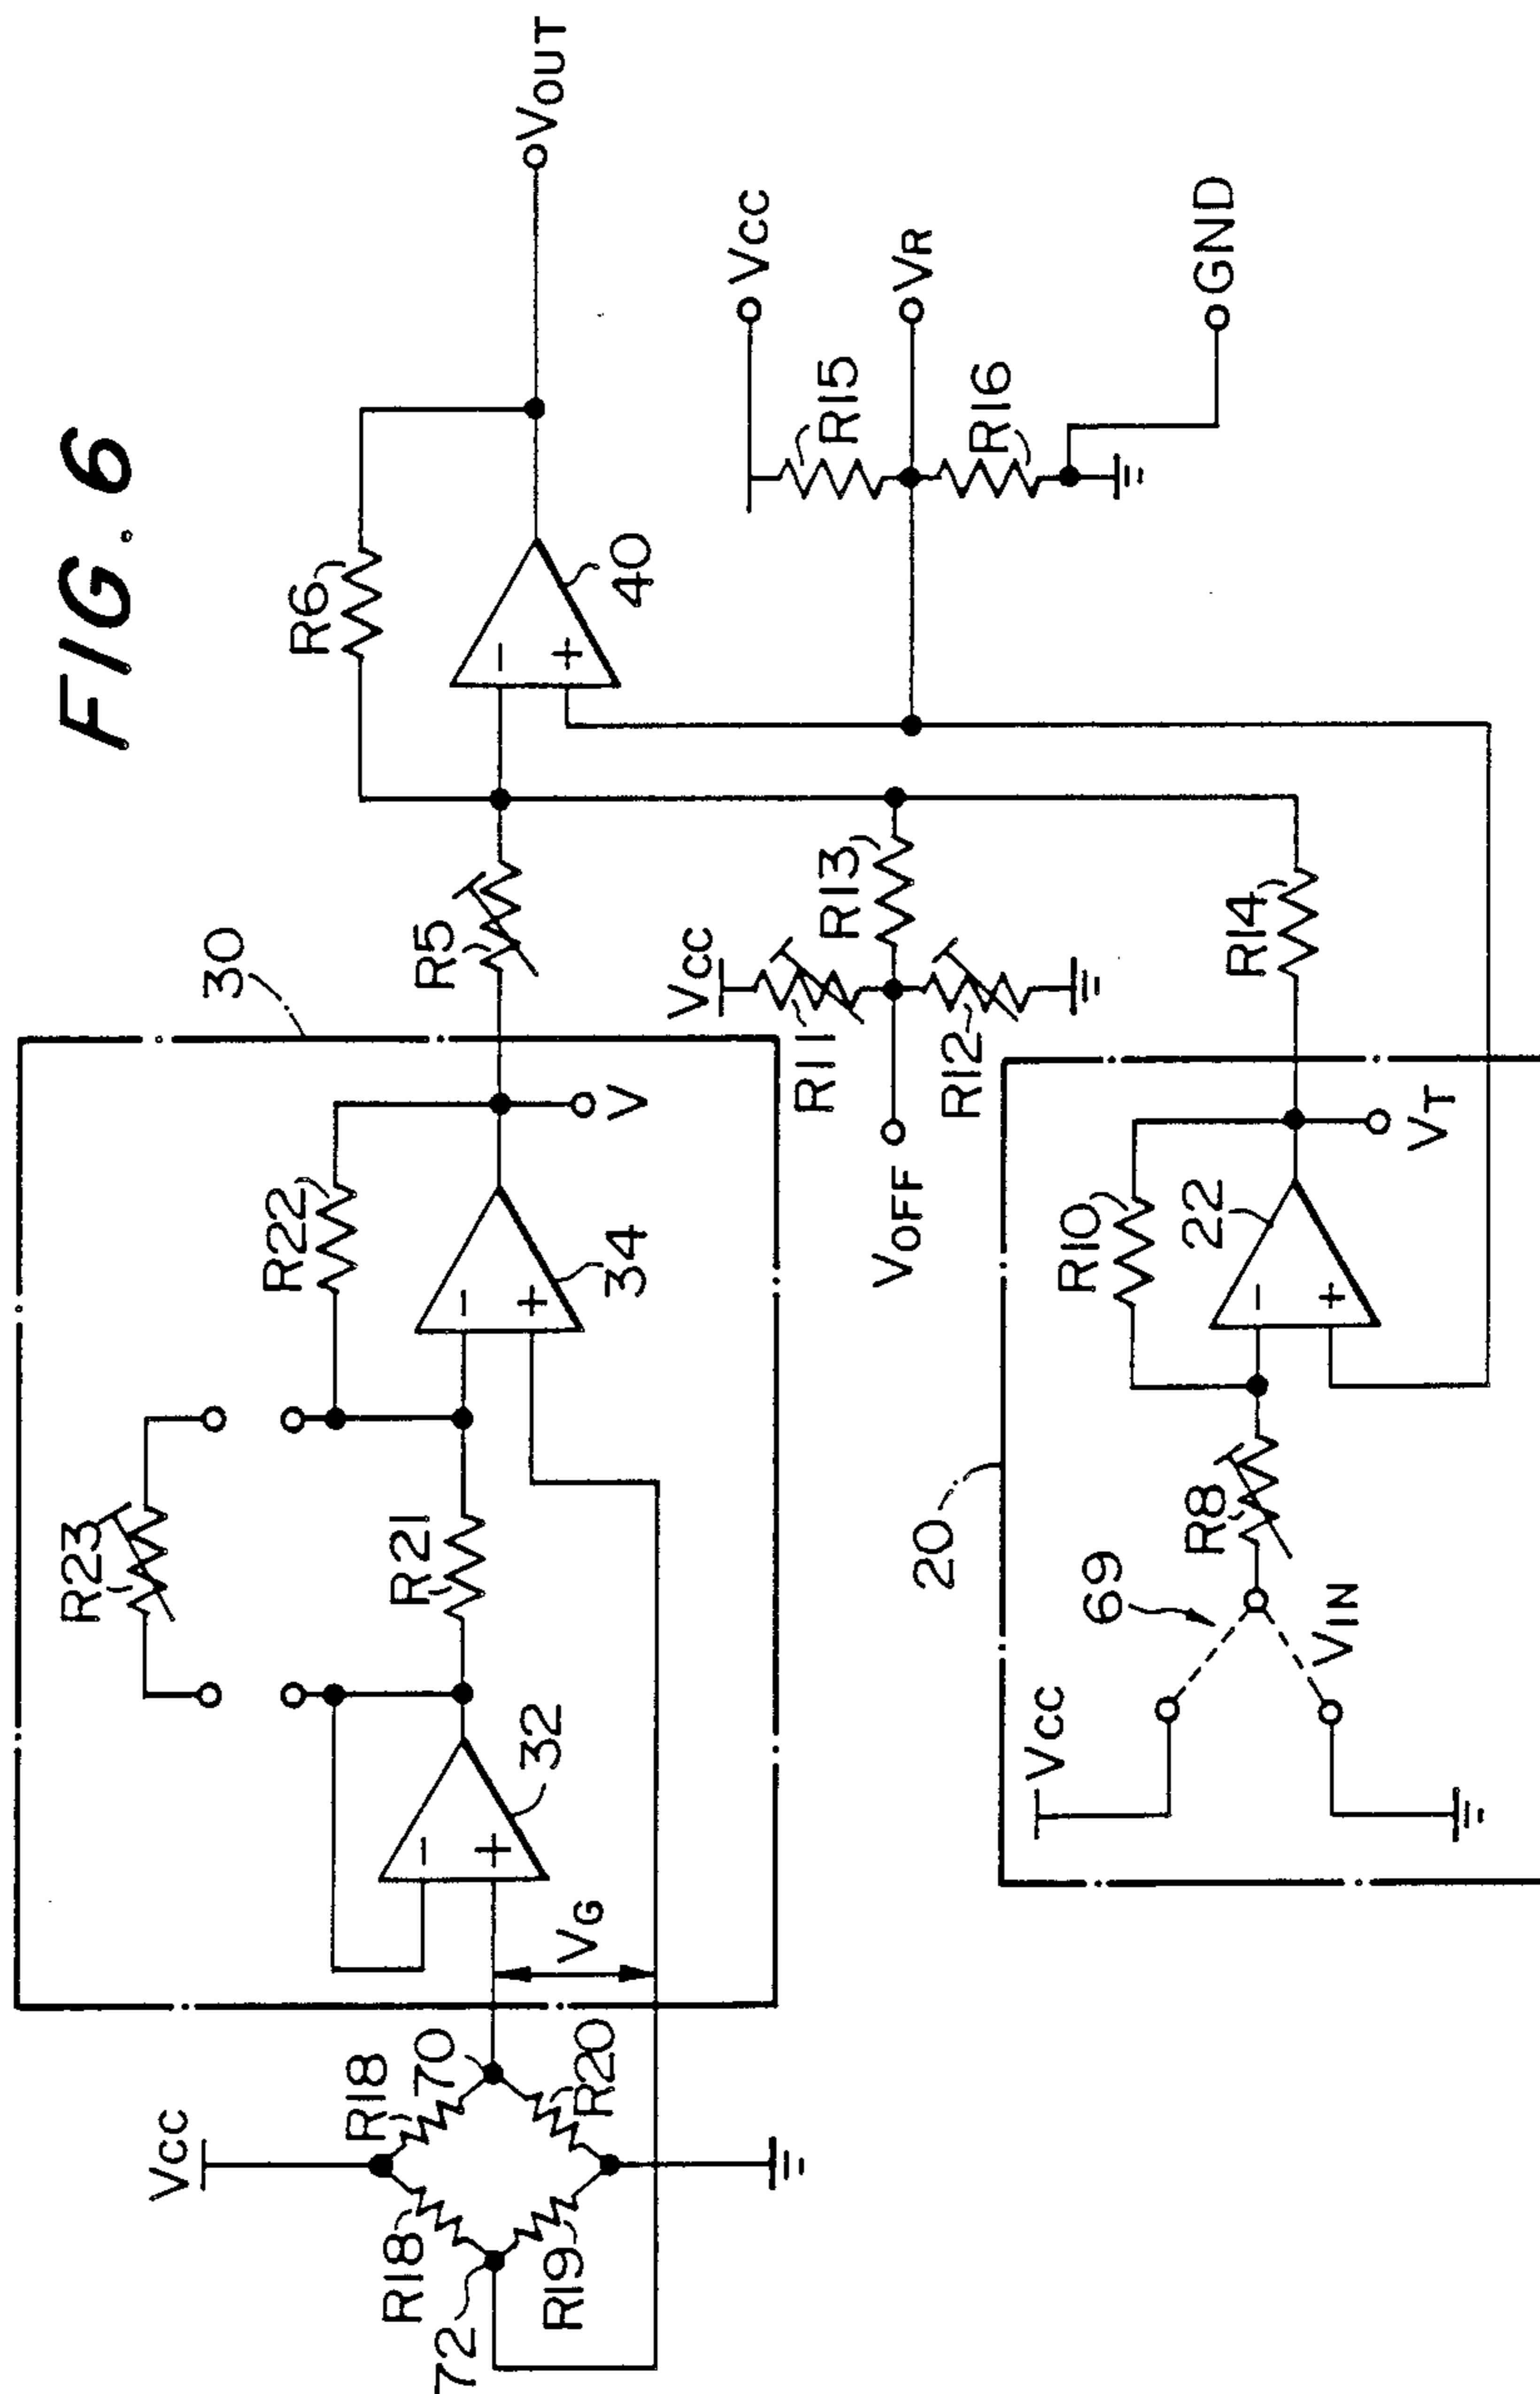 FIG. 6
R23
30
R6
VOUT
R22
R5
R21
VCC
R18
70
32
34
40
VCC
R18
R20
VG
V
VCC
R15
72
R19
R11
R13
VR
VOFF
R12
R16
20
VCC
69
R10
22
R14
GND
R8
VIN
VT